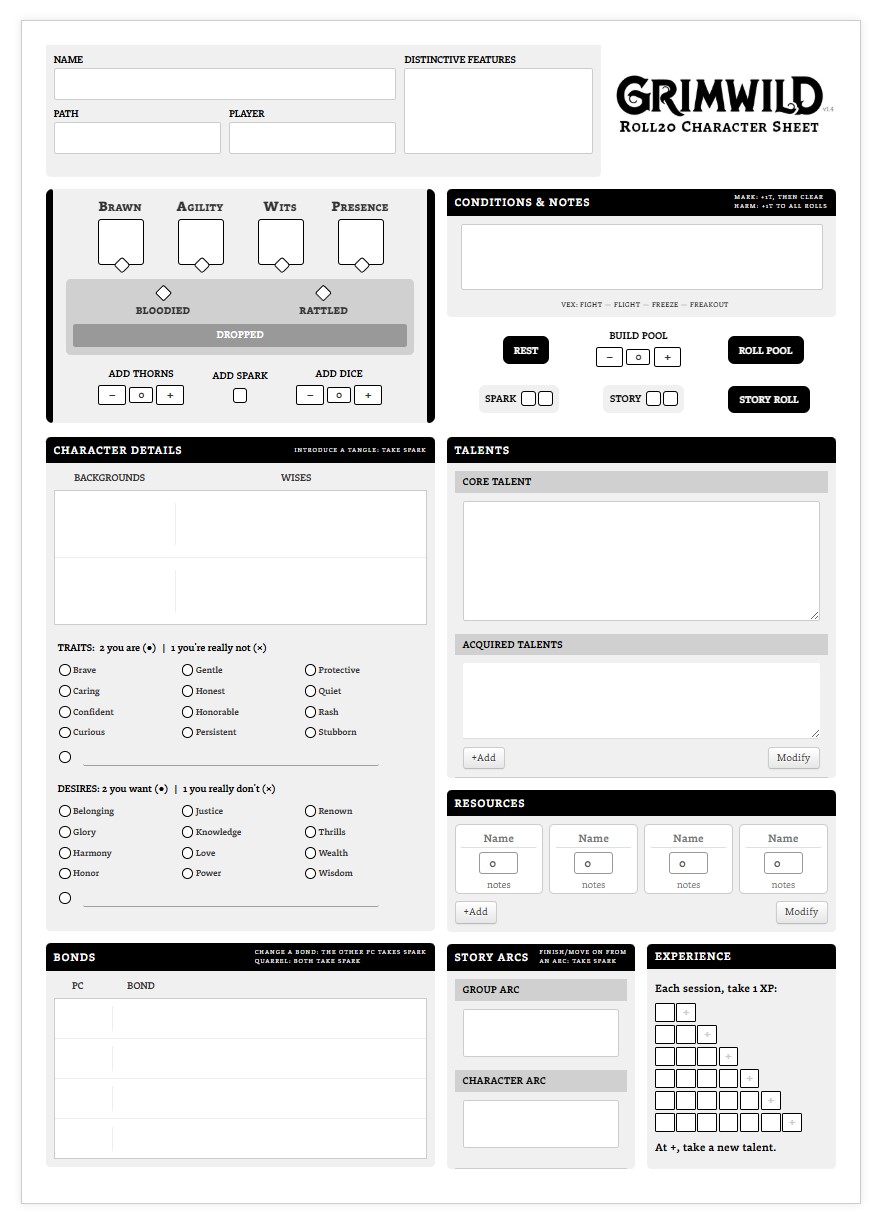 NAME
DISTINCTIVE FEATURES
PATH
PLAYER
GRIMWILD
v1.4
ROLL20 CHARACTER SHEET
BRAWN AGILITY WITS PRESENCE
BLOODIED RATTLED
DROPPED
ADD THORNS ADD SPARK ADD DICE
− 0 + − 0 +
CONDITIONS & NOTES
MARK: +1T, THEN CLEAR
HARM: +1T TO ALL ROLLS
VEX: FIGHT — FLIGHT — FREEZE — FREAKOUT
REST
BUILD POOL
− 0 +
ROLL POOL
SPARK
STORY
STORY ROLL
CHARACTER DETAILS
INTRODUCE A TANGLE: TAKE SPARK
BACKGROUNDS WISES
TRAITS: 2 you are (●) | 1 you're really not (×)
Brave Gentle Protective
Caring Honest Quiet
Confident Honorable Rash
Curious Persistent Stubborn
DESIRES: 2 you want (●) | 1 you really don't (×)
Belonging Justice Renown
Glory Knowledge Thrills
Harmony Love Wealth
Honor Power Wisdom
TALENTS
CORE TALENT
ACQUIRED TALENTS
+Add Modify
RESOURCES
Name Name Name Name
0 0 0 0
notes notes notes notes
+Add Modify
BONDS
CHANGE A BOND: THE OTHER PC TAKES SPARK
QUARREL: BOTH TAKE SPARK
PC BOND
STORY ARCS
FINISH/MOVE ON FROM
AN ARC: TAKE SPARK
GROUP ARC
CHARACTER ARC
EXPERIENCE
Each session, take 1 XP:
+
+
+
+
+
+
At +, take a new talent.